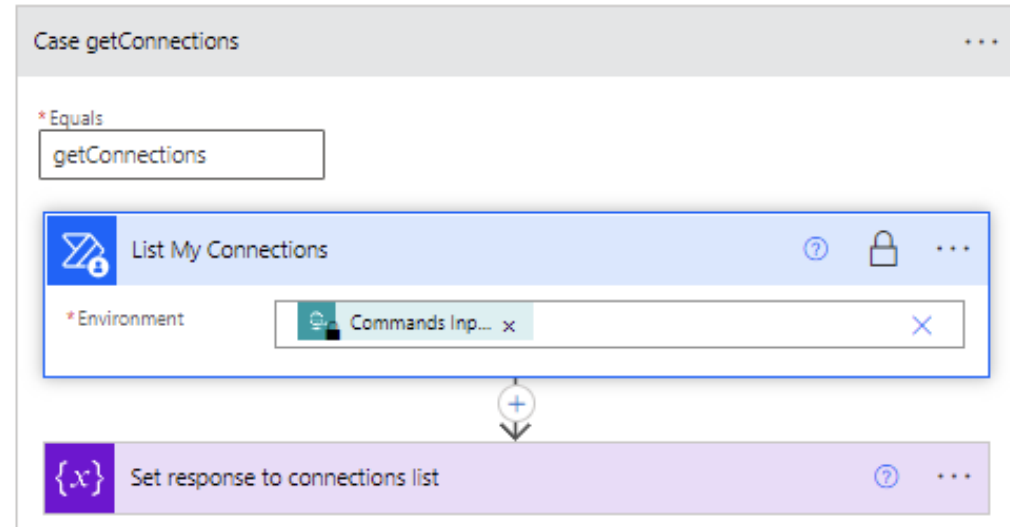 Case getConnections
* Equals
getConnections
List My Connections
* Environment
Commands Inp... x
{x} Set response to connections list